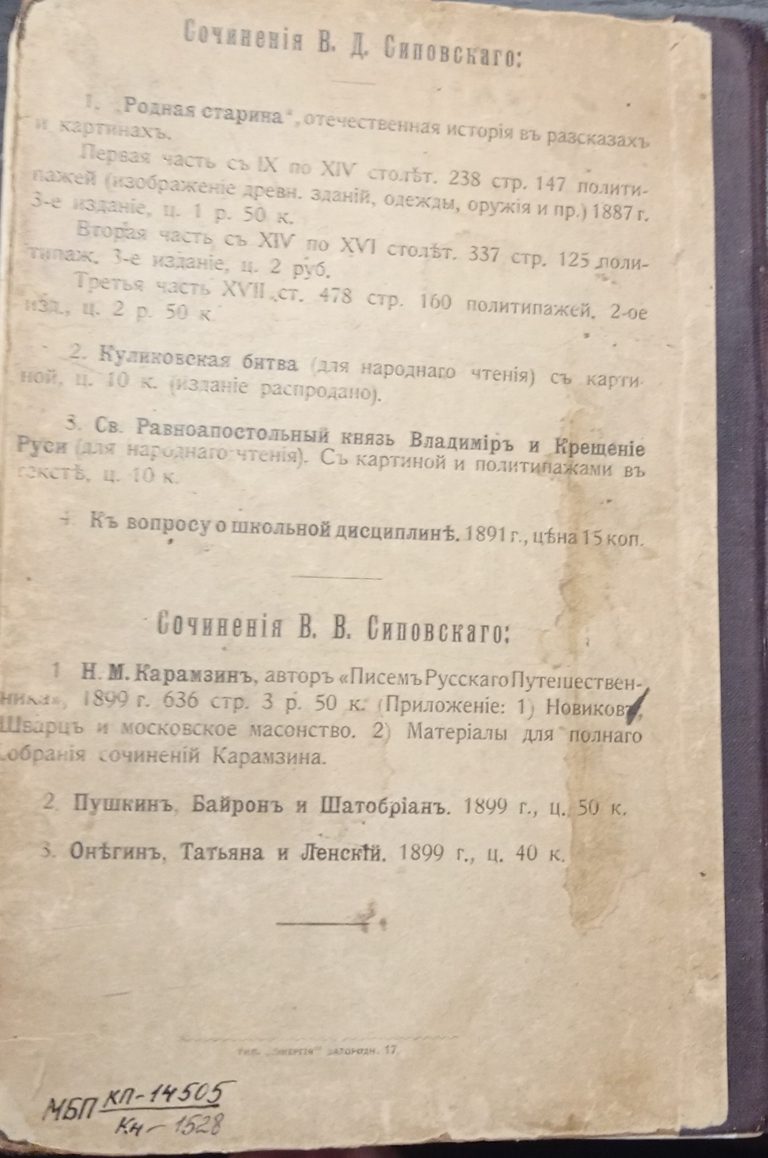 Сочиненія В. Д. Сиповскаго:
1. „Родная старина“, отечественная исторія въ разсказахъ
и картинахъ.
Первая часть съ IX по XIV столѣт. 238 стр. 147 полити-
пажей (изображеніе древн. зданій, одежды, оружія и пр.) 1887 г.
3-е изданіе, ц. 1 р. 50 к.
Вторая часть съ XIV по XVI столѣт. 337 стр. 125 поли-
типаж. 3-е изданіе, ц. 2 руб.
Третья часть XVII ст. 478 стр. 160 политипажей. 2-ое
изд., ц. 2 р. 50 к.
2. Куликовская битва (для народнаго чтенія) съ карти-
ной, ц. 10 к. (изданіе распродано).
3. Св. Равноапостольный князь Владиміръ и Крещеніе
Руси (для народнаго чтенія). Съ картиной и политипажами въ
текстѣ, ц. 10 к.
4 Къ вопросу о школьной дисциплинѣ. 1891 г., цѣна 15 коп.
Сочиненія В. В. Сиповскаго:
1 Н. М. Карамзинъ, авторъ «Писемъ Русскаго Путешествен-
ника», 1899 г. 636 стр. 3 р. 50 к. (Приложеніе: 1) Новиковъ,
Шварцъ и московское масонство. 2) Матеріалы для полнаго
собранія сочиненій Карамзина.
2. Пушкинъ, Байронъ и Шатобріанъ. 1899 г., ц. 50 к.
3. Онѣгинъ, Татьяна и Ленскій. 1899 г., ц. 40 к.
Тип. „Энергія“ Загородн. 17
МБП КП-14505
Кн-1528